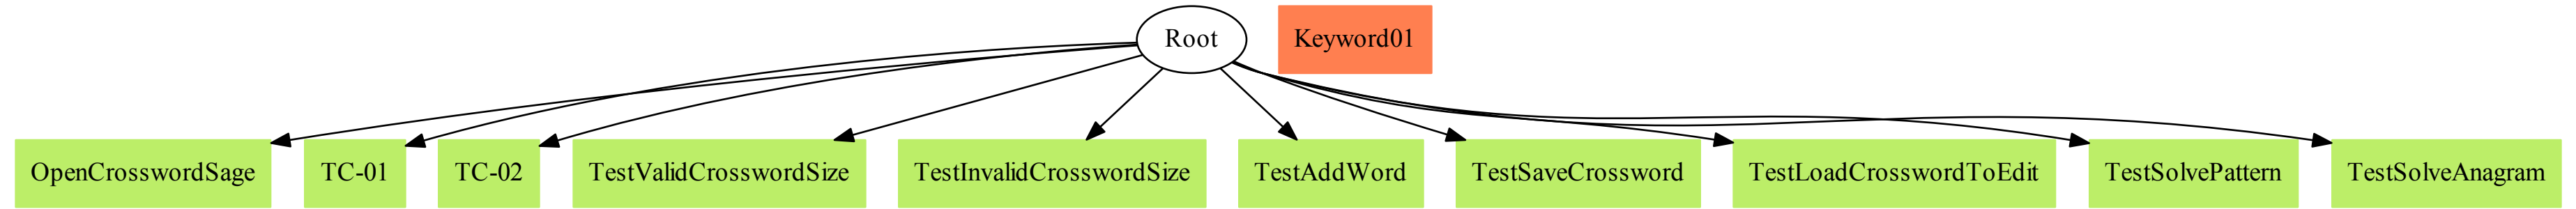 Root
Keyword01
OpenCrosswordSage
TC-01
TC-02
TestValidCrosswordSize
TestInvalidCrosswordSize
TestAddWord
TestSaveCrossword
TestLoadCrosswordToEdit
TestSolvePattern
TestSolveAnagram